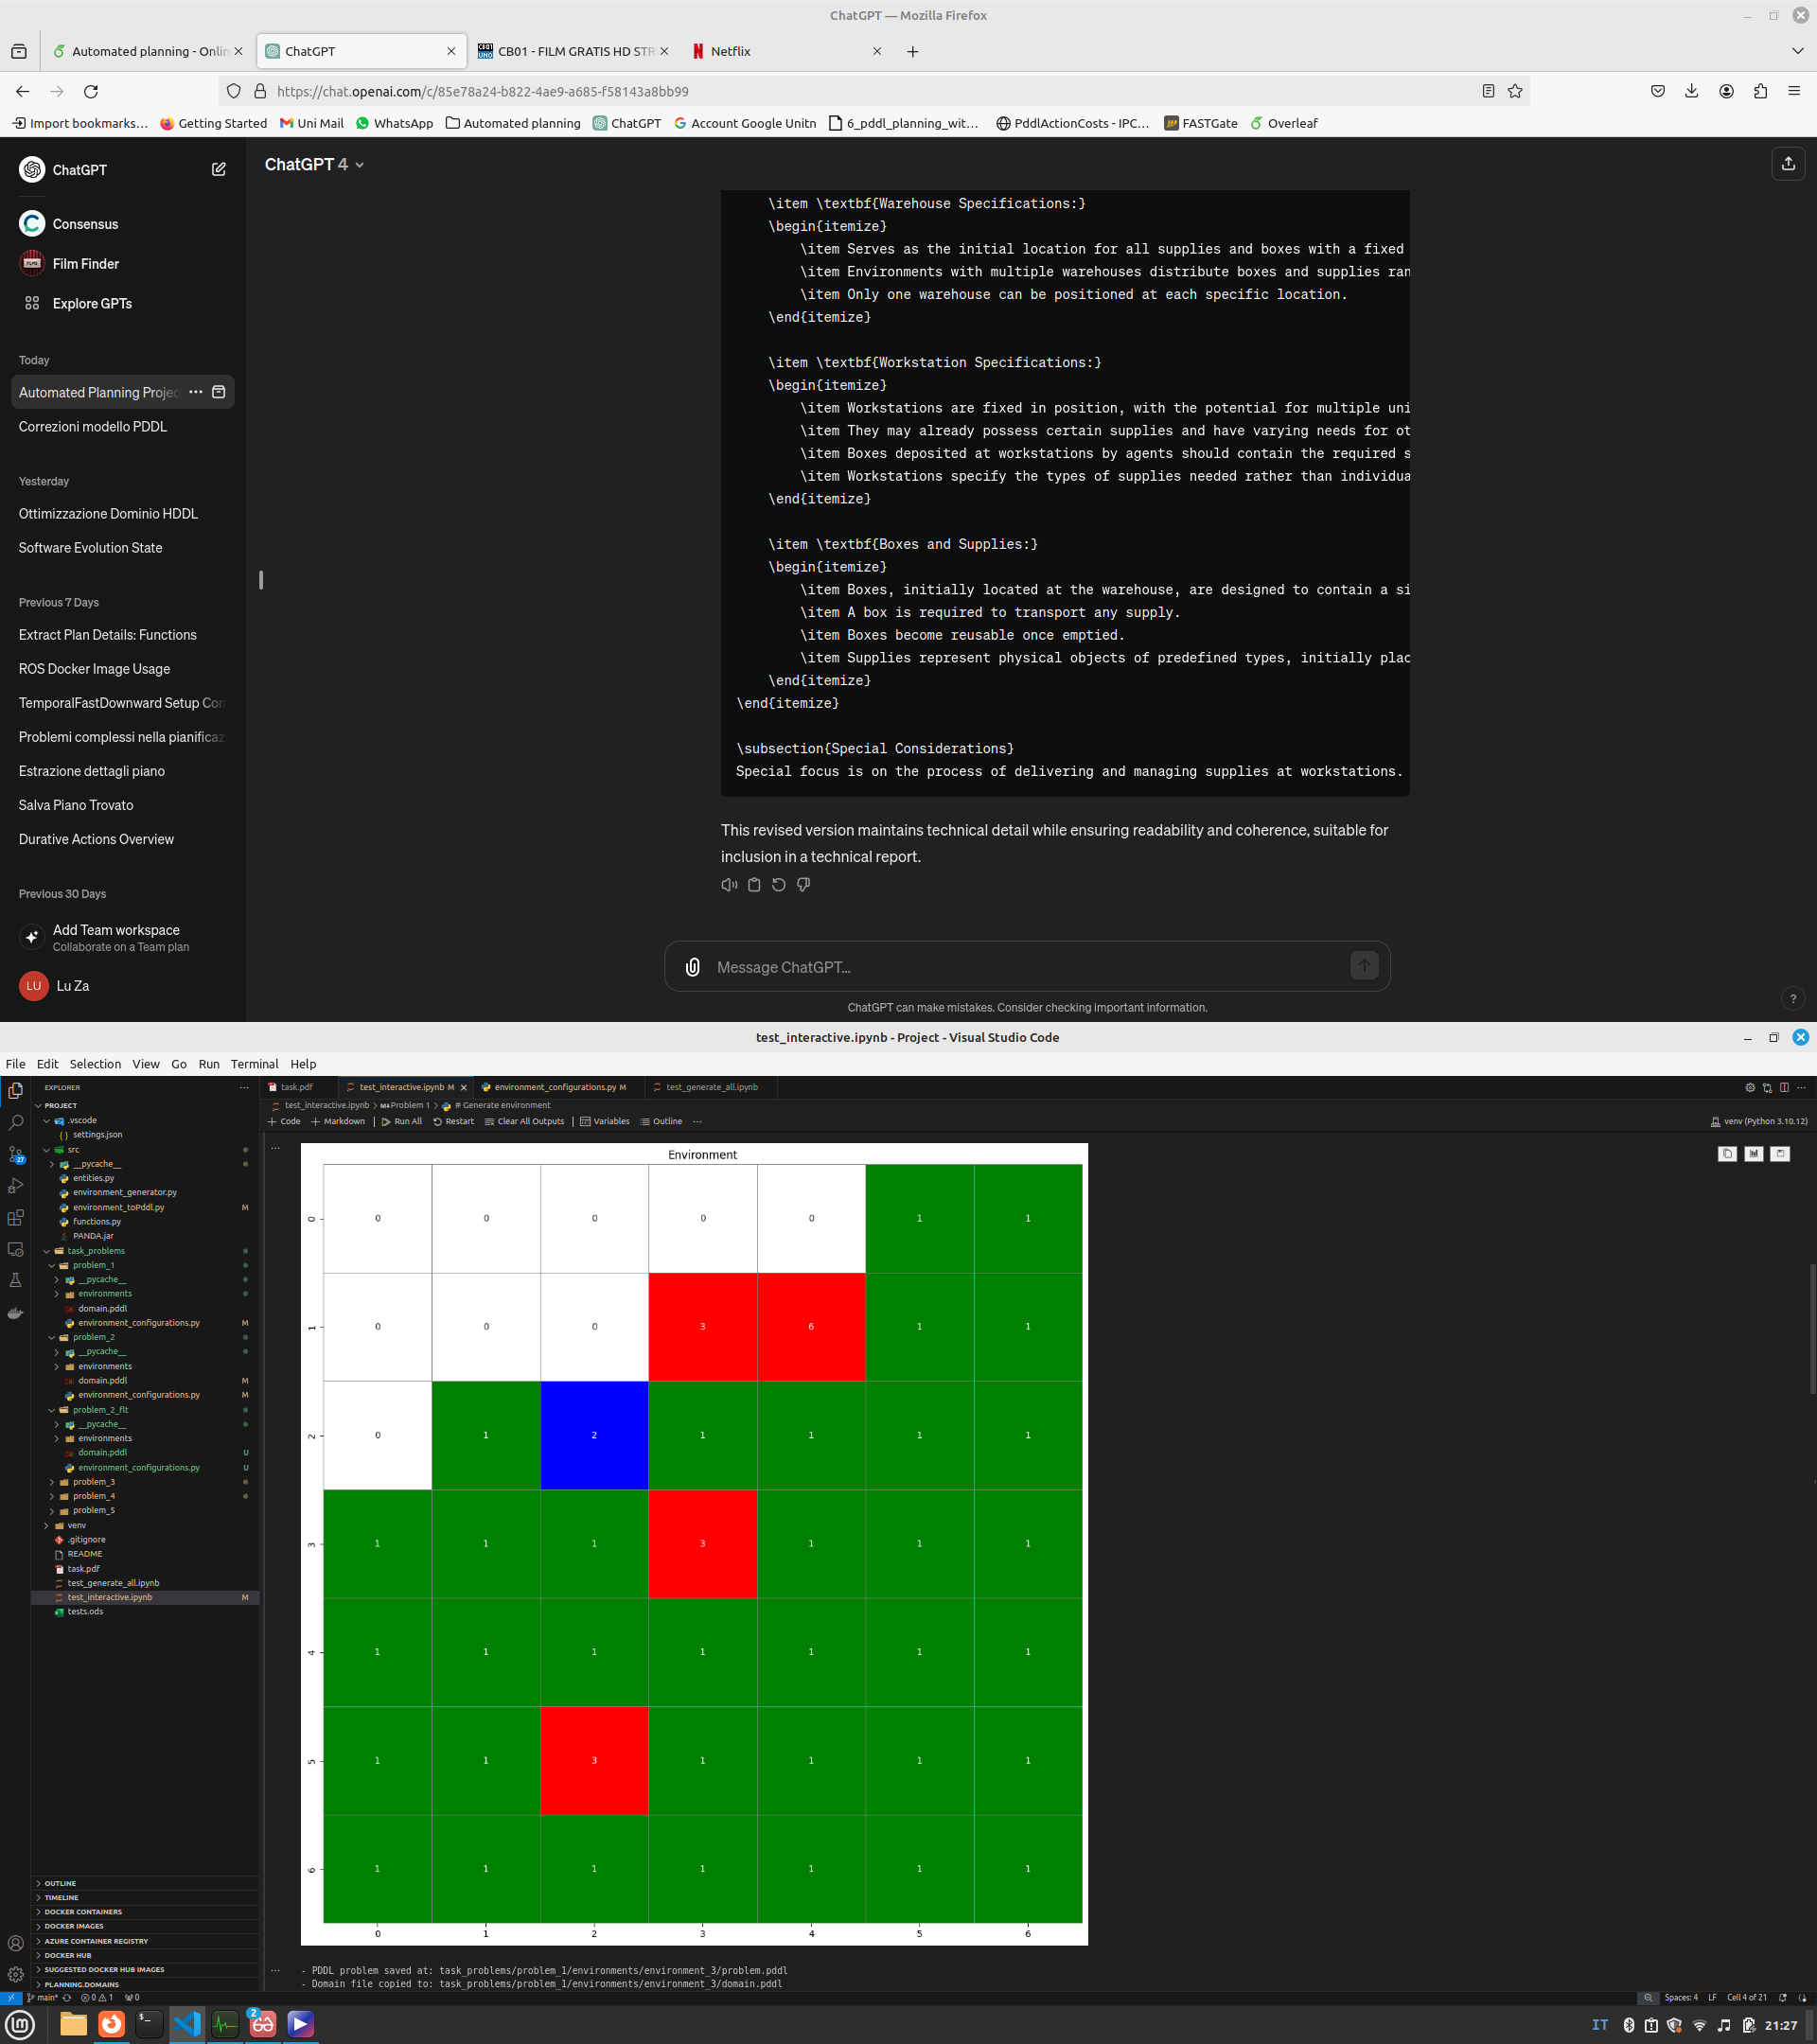 ChatGPT — Mozilla Firefox
Automated planning - Onlin
ChatGPT
CB01 - FILM GRATIS HD STR
Netflix
https://chat.openai.com/c/85e78a24-b822-4ae9-a685-f58143a8bb99
Import bookmarks… Getting Started Uni Mail WhatsApp Automated planning ChatGPT Account Google Unitn 6_pddl_planning_wit… PddlActionCosts - IPC… FASTGate Overleaf
ChatGPT
Consensus
Film Finder
Explore GPTs
Today
Automated Planning Projec
Correzioni modello PDDL
Yesterday
Ottimizzazione Dominio HDDL
Software Evolution State
Previous 7 Days
Extract Plan Details: Functions
ROS Docker Image Usage
TemporalFastDownward Setup Con
Problemi complessi nella pianificaz
Estrazione dettagli piano
Salva Piano Trovato
Durative Actions Overview
Previous 30 Days
Add Team workspace
Collaborate on a Team plan
LU Lu Za
ChatGPT 4
\item \textbf{Warehouse Specifications:}
\begin{itemize}
\item Serves as the initial location for all supplies and boxes with a fixed
\item Environments with multiple warehouses distribute boxes and supplies ran
\item Only one warehouse can be positioned at each specific location.
\end{itemize}
\item \textbf{Workstation Specifications:}
\begin{itemize}
\item Workstations are fixed in position, with the potential for multiple uni
\item They may already possess certain supplies and have varying needs for ot
\item Boxes deposited at workstations by agents should contain the required s
\item Workstations specify the types of supplies needed rather than individua
\end{itemize}
\item \textbf{Boxes and Supplies:}
\begin{itemize}
\item Boxes, initially located at the warehouse, are designed to contain a si
\item A box is required to transport any supply.
\item Boxes become reusable once emptied.
\item Supplies represent physical objects of predefined types, initially plac
\end{itemize}
\end{itemize}
\subsection{Special Considerations}
Special focus is on the process of delivering and managing supplies at workstations.
This revised version maintains technical detail while ensuring readability and coherence, suitable for
inclusion in a technical report.
Message ChatGPT…
ChatGPT can make mistakes. Consider checking important information.
?
test_interactive.ipynb - Project - Visual Studio Code
File Edit Selection View Go Run Terminal Help
EXPLORER
PROJECT
.vscode
settings.json
src
__pycache__
entities.py
environment_generator.py
environment_toPddl.py M
functions.py
PANDA.jar
task_problems
problem_1
__pycache__
environments
domain.pddl
environment_configurations.py M
problem_2
__pycache__
environments
domain.pddl M
environment_configurations.py M
problem_2_flt
__pycache__
environments
domain.pddl U
environment_configurations.py U
problem_3
problem_4
problem_5
venv
.gitignore
README
task.pdf
test_generate_all.ipynb
test_interactive.ipynb M
tests.ods
OUTLINE
TIMELINE
DOCKER CONTAINERS
DOCKER IMAGES
AZURE CONTAINER REGISTRY
DOCKER HUB
SUGGESTED DOCKER HUB IMAGES
PLANNING.DOMAINS
27
task.pdf test_interactive.ipynb M environment_configurations.py M test_generate_all.ipynb
test_interactive.ipynb > M↓Problem 1 > # Generate environment
+ Code + Markdown Run All Restart Clear All Outputs Variables Outline ···
venv (Python 3.10.12)
Environment
0 0 0 0 0 0 1 1
1 0 0 0 3 6 1 1
2 0 1 2 1 1 1 1
3 1 1 1 3 1 1 1
4 1 1 1 1 1 1 1
5 1 1 3 1 1 1 1
6 1 1 1 1 1 1 1
0 1 2 3 4 5 6
- PDDL problem saved at: task_problems/problem_1/environments/environment_3/problem.pddl
- Domain file copied to: task_problems/problem_1/environments/environment_3/domain.pddl
main* 0 1 0
Spaces: 4 LF Cell 4 of 21
2
IT 21:27